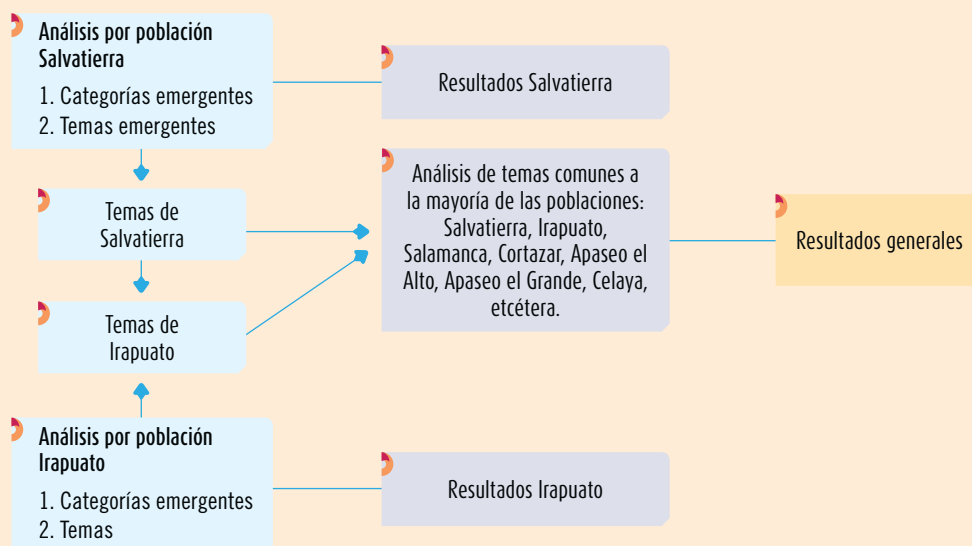 Análisis por población
Salvatierra
1. Categorías emergentes
2. Temas emergentes
Resultados Salvatierra
Temas de
Salvatierra
Análisis de temas comunes a
la mayoría de las poblaciones:
Salvatierra, Irapuato,
Salamanca, Cortazar, Apaseo el
Alto, Apaseo el Grande, Celaya,
etcétera.
Resultados generales
Temas de
Irapuato
Análisis por población
Irapuato
1. Categorías emergentes
2. Temas
Resultados Irapuato